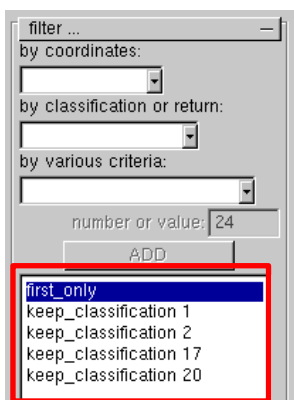 filter ...
by coordinates:
by classification or return:
by various criteria:
number or value: 24
ADD
first_only
keep_classification 1
keep_classification 2
keep_classification 17
keep_classification 20